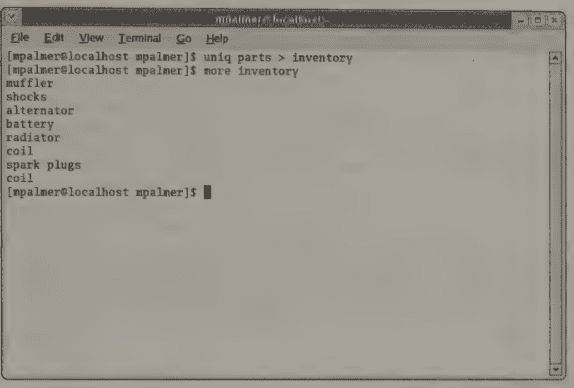 mpalmer@localhost:~
File Edit View Terminal Go Help
[mpalmer@localhost mpalmer]$ uniq parts > inventory
[mpalmer@localhost mpalmer]$ more inventory
muffler
shocks
alternator
battery
radiator
coil
spark plugs
coil
[mpalmer@localhost mpalmer]$